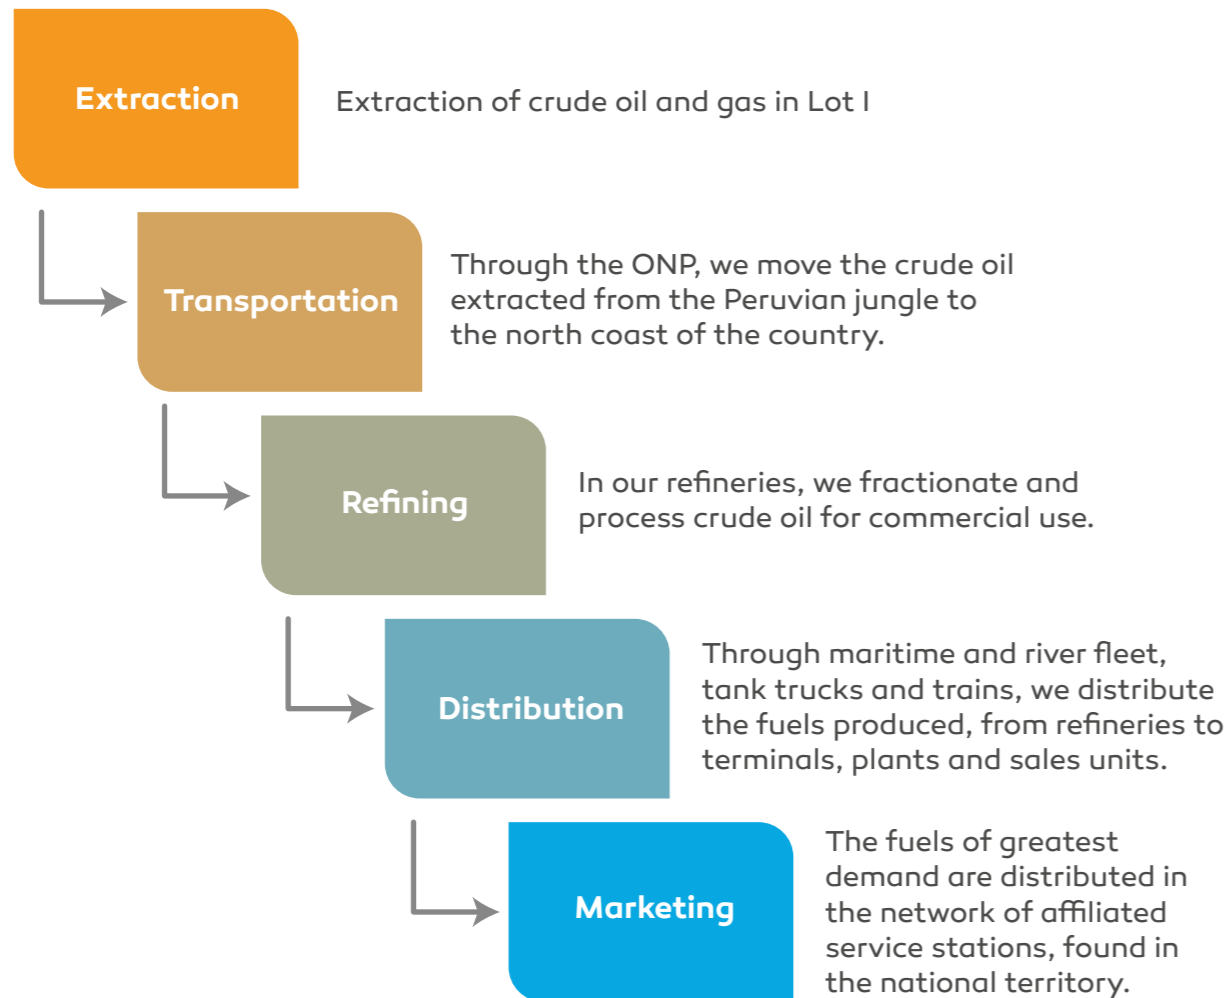 Extraction
Extraction of crude oil and gas in Lot I
Transportation
Through the ONP, we move the crude oil
extracted from the Peruvian jungle to
the north coast of the country.
Refining
In our refineries, we fractionate and
process crude oil for commercial use.
Distribution
Through maritime and river fleet,
tank trucks and trains, we distribute
the fuels produced, from refineries to
terminals, plants and sales units.
Marketing
The fuels of greatest
demand are distributed in
the network of affiliated
service stations, found in
the national territory.